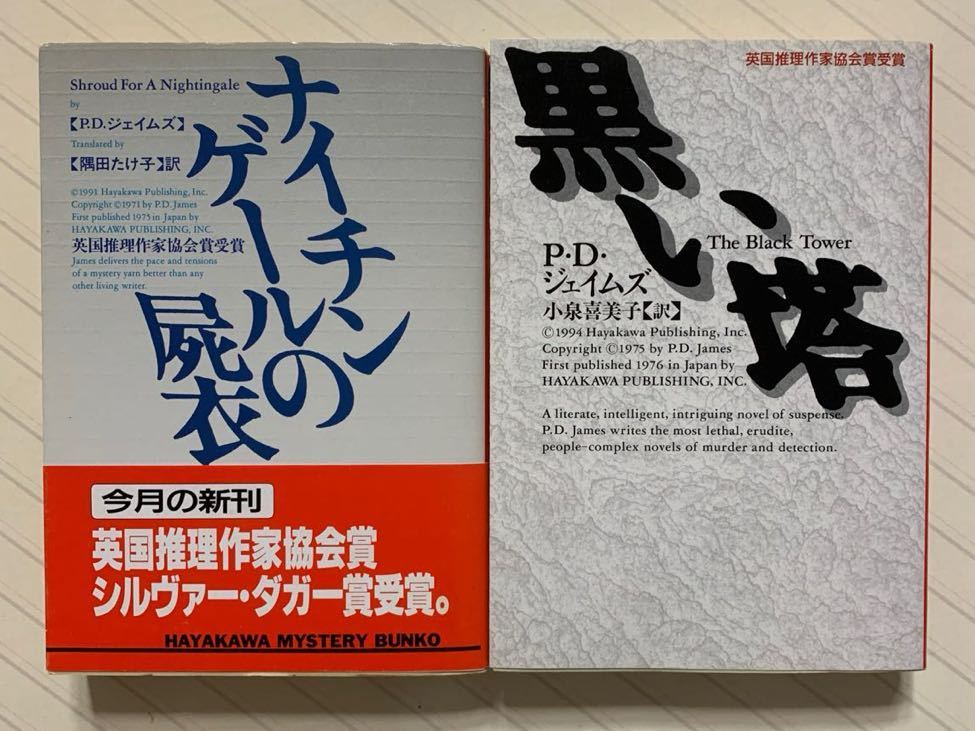 Shroud For A Nightingale
by
【P.D.ジェイムズ】
Translated by
【隅田たけ子】訳
©1991 Hayakawa Publishing, Inc.
Copyright ©1971 by P.D. James
First published 1975 in Japan by
HAYAKAWA PUBLISHING, INC.
英国推理作家協会賞受賞
James delivers the pace and tensions
of a mystery yarn better than any
other living writer.
ナイチン
ゲールの
屍衣
今月の新刊
英国推理作家協会賞
シルヴァー・ダガー賞受賞。
HAYAKAWA MYSTERY BUNKO
英国推理作家協会賞受賞
黒い塔
The Black Tower
P・D・
ジェイムズ
小泉喜美子【訳】
©1994 Hayakawa Publishing, Inc.
Copyright ©1975 by P.D. James
First published 1976 in Japan by
HAYAKAWA PUBLISHING, INC.
A literate, intelligent, intriguing novel of suspense.
P.D. James writes the most lethal, erudite,
people-complex novels of murder and detection.